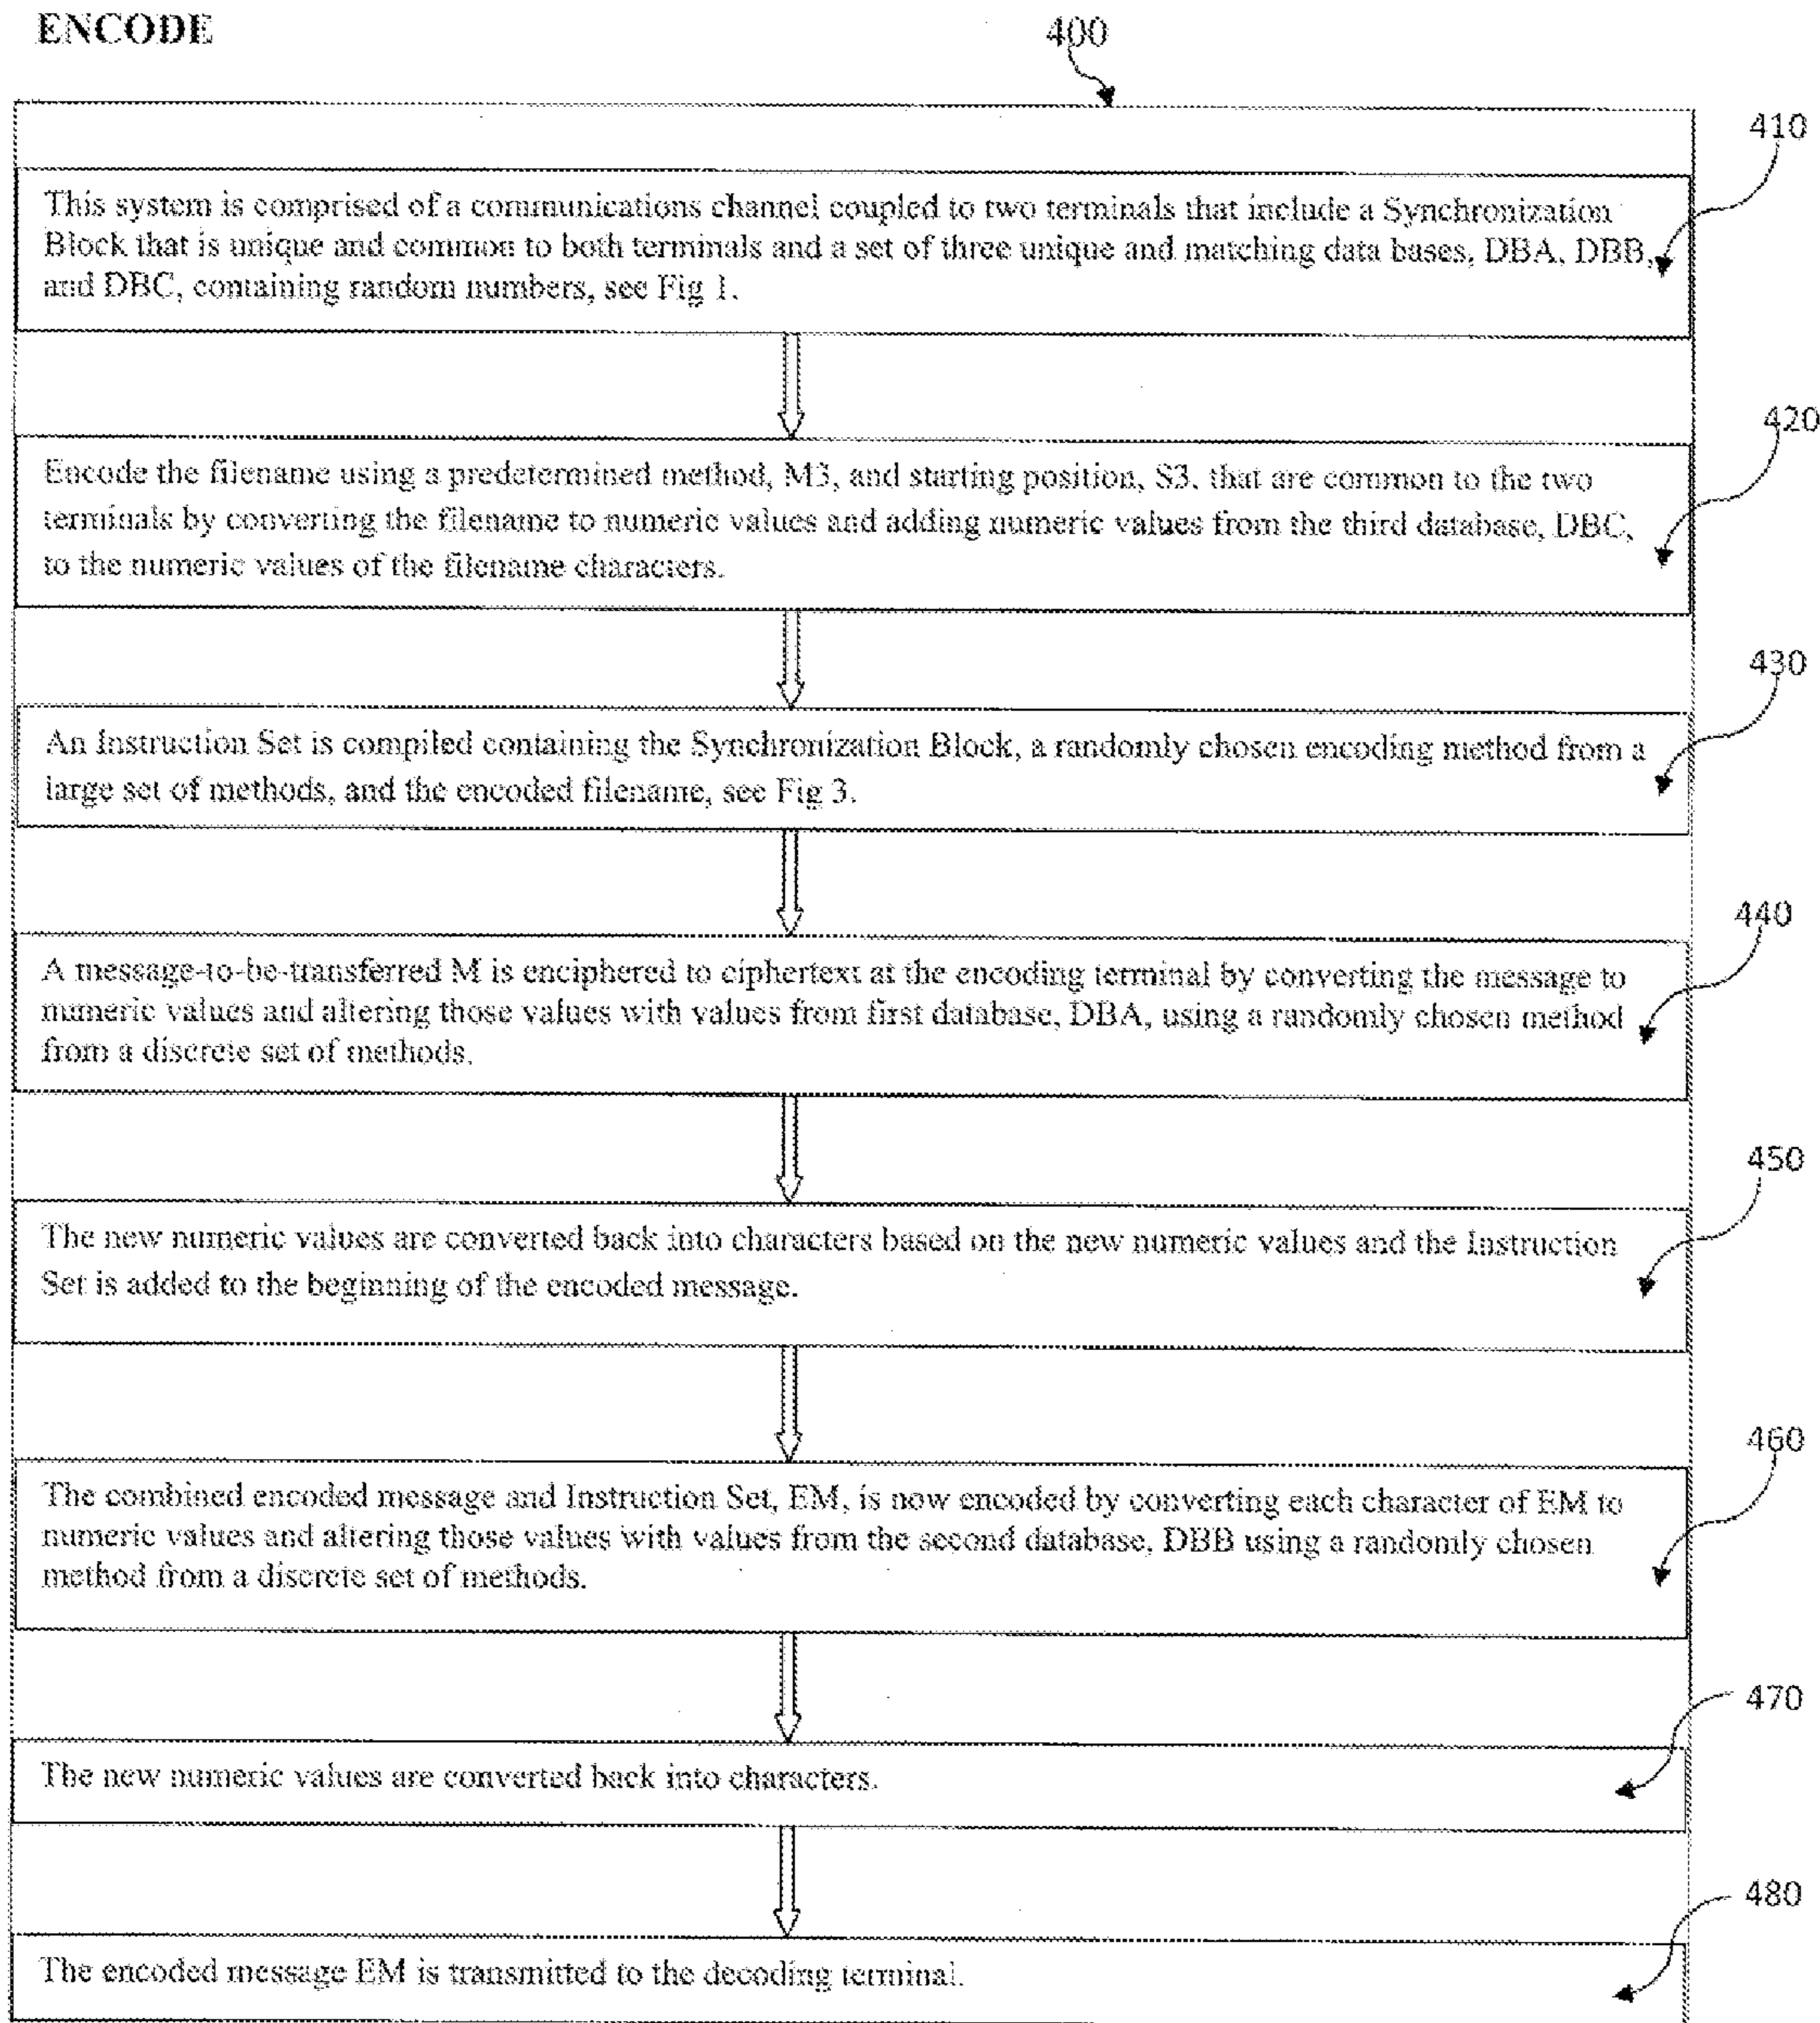 ENCODE
400
410
This system is comprised of a communications channel coupled to two terminals that include a Synchronization
Block that is unique and common to both terminals and a set of three unique and matching data bases, DBA, DBB,
and DBC, containing random numbers, see Fig 1.
420
Encode the filename using a predetermined method, M3, and starting position, S3, that are common to the two
terminals by converting the filename to numeric values and adding numeric values from the third database, DBC,
to the numeric values of the filename characters.
430
An Instruction Set is compiled containing the Synchronization Block, a randomly chosen encoding method from a
large set of methods, and the encoded filename, see Fig 3.
440
A message-to-be-transferred M is enciphered to ciphertext at the encoding terminal by converting the message to
numeric values and altering those values with values from first database, DBA, using a randomly chosen method
from a discrete set of methods.
450
The new numeric values are converted back into characters based on the new numeric values and the Instruction
Set is added to the beginning of the encoded message.
460
The combined encoded message and Instruction Set, EM, is now encoded by converting each character of EM to
numeric values and altering those values with values from the second database, DBB using a randomly chosen
method from a discrete set of methods.
470
The new numeric values are converted back into characters.
480
The encoded message EM is transmitted to the decoding terminal.